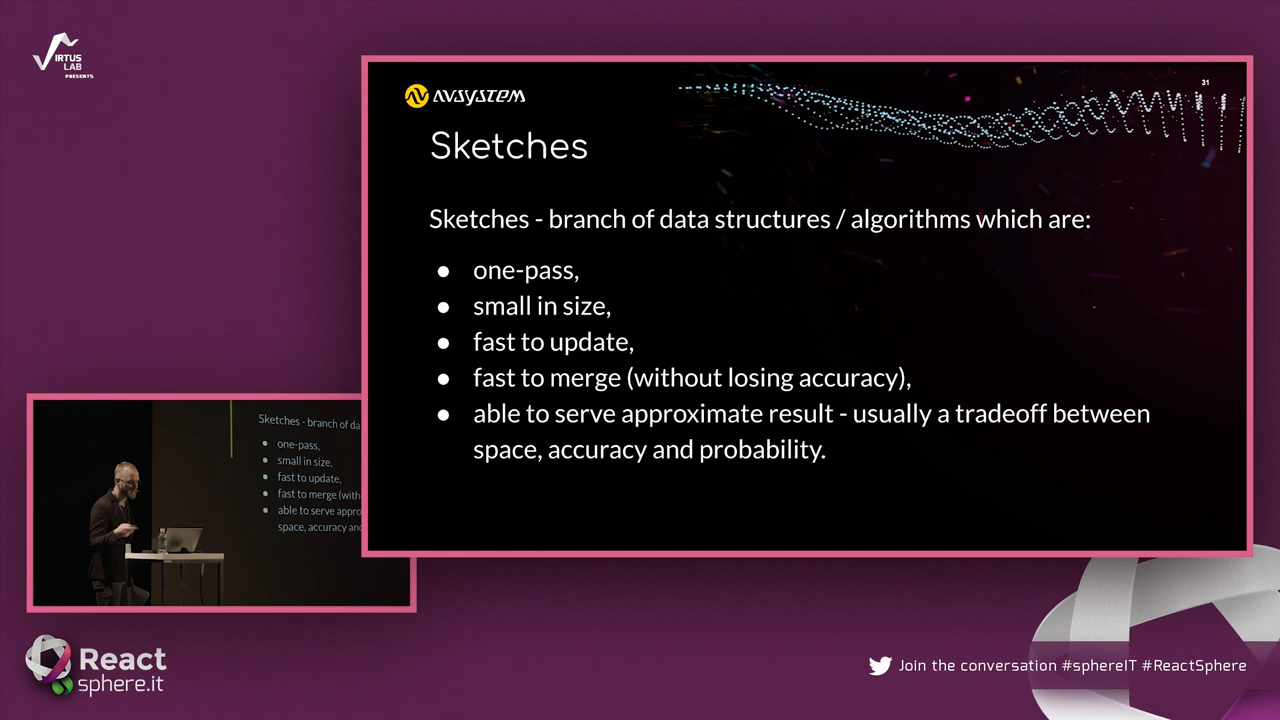 VIRTUS
LAB
PRESENTS
AVSYSTEM
31
Sketches
Sketches - branch of data structures / algorithms which are:
● one-pass,
● small in size,
● fast to update,
● fast to merge (without losing accuracy),
● able to serve approximate result - usually a tradeoff between
space, accuracy and probability.
Sketches - branch of da
● one-pass,
● small in size,
● fast to update,
● fast to merge (with
● able to serve appro
space, accuracy and
React
sphere.it
Join the conversation #sphereIT #ReactSphere